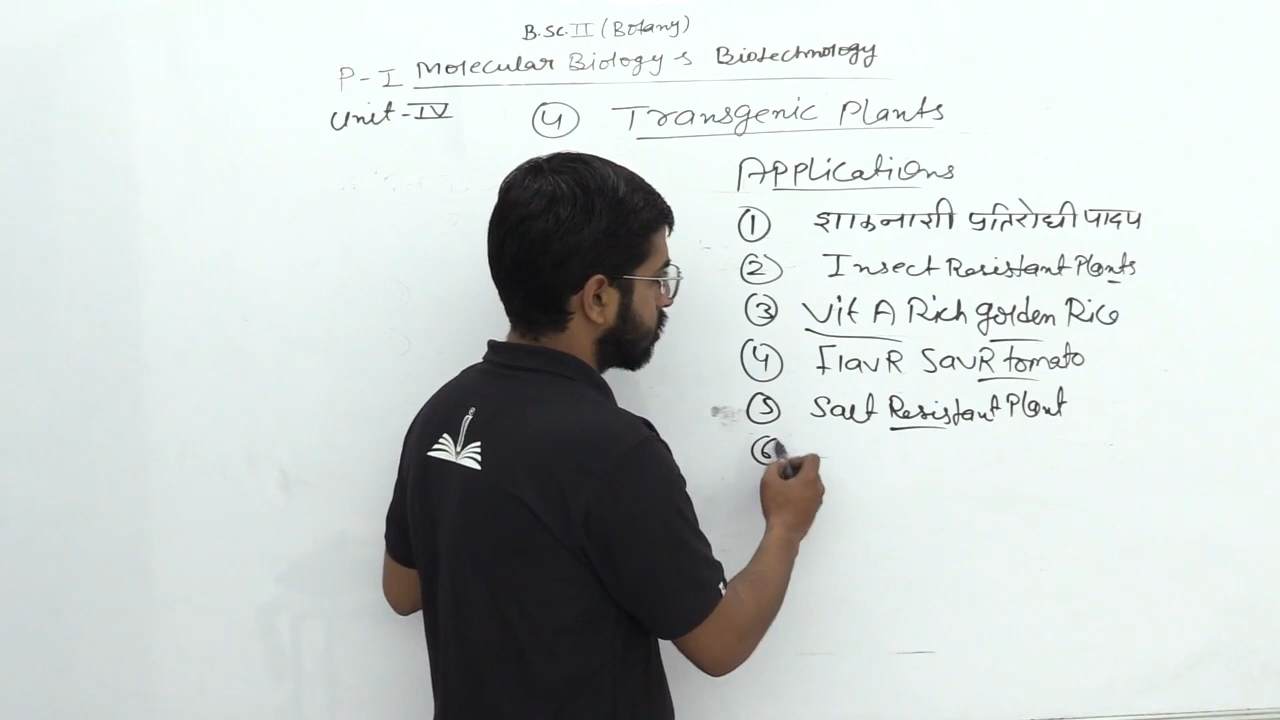 B.Sc.II (Botany)
P-I Molecular Biology & Biotechnology
Unit-IV ④ Transgenic Plants
Applications
① शाकनाशी प्रतिरोधी पादप
② Insect Resistant Plants
③ Vit A Rich golden Rice
④ FlavR SavR tomato
⑤ Salt Resistant Plant
⑥